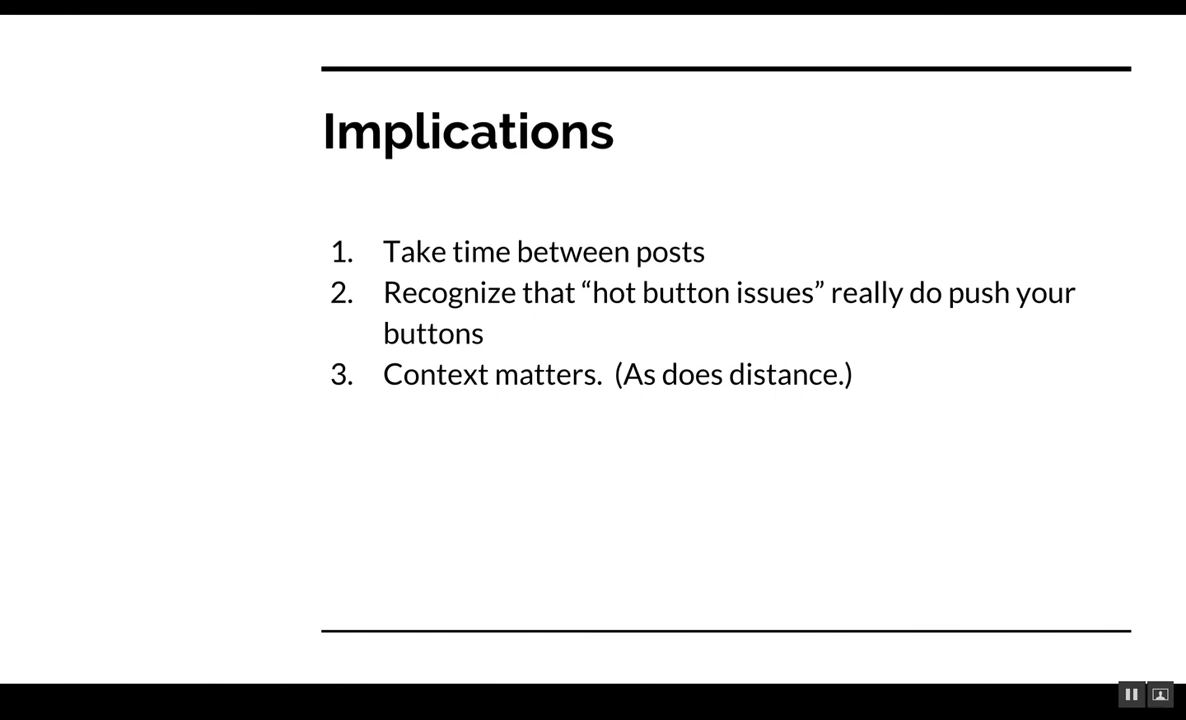 Implications
1. Take time between posts
2. Recognize that “hot button issues” really do push your
buttons
3. Context matters.  (As does distance.)